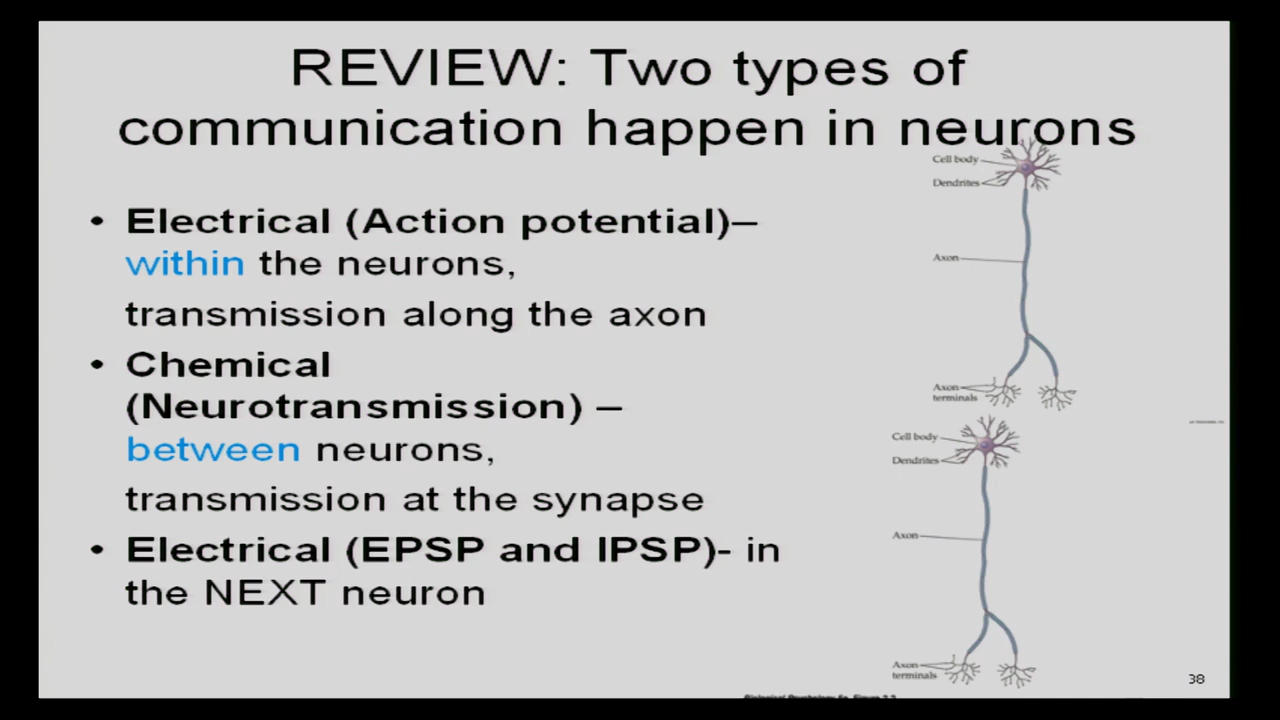 REVIEW: Two types of
communication happen in neurons
• Electrical (Action potential)–
within the neurons,
transmission along the axon
• Chemical
(Neurotransmission) –
between neurons,
transmission at the synapse
• Electrical (EPSP and IPSP)- in
the NEXT neuron
Cell body
Dendrites
Axon
Axon
terminals
Cell body
Dendrites
Axon
Axon
terminals
38